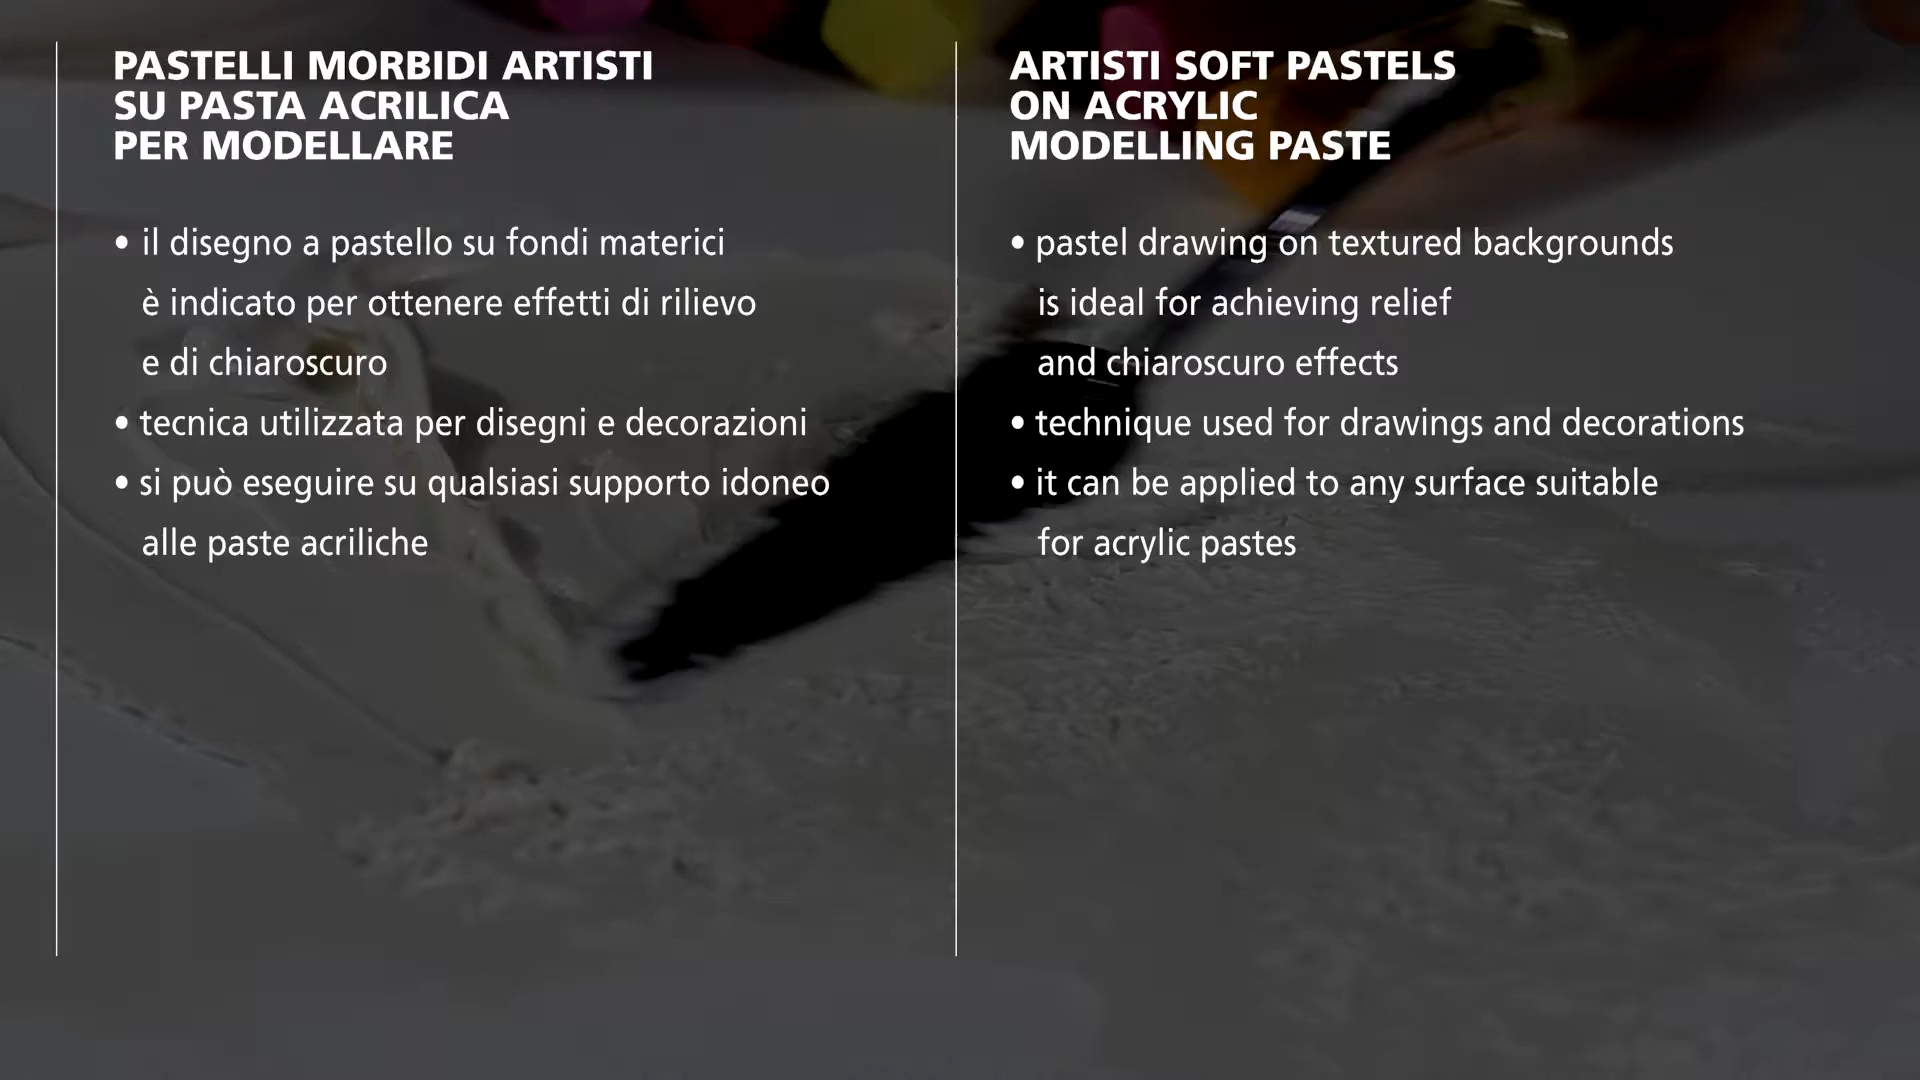 PASTELLI MORBIDI ARTISTI
SU PASTA ACRILICA
PER MODELLARE
• il disegno a pastello su fondi materici
è indicato per ottenere effetti di rilievo
e di chiaroscuro
• tecnica utilizzata per disegni e decorazioni
• si può eseguire su qualsiasi supporto idoneo
alle paste acriliche
ARTISTI SOFT PASTELS
ON ACRYLIC
MODELLING PASTE
• pastel drawing on textured backgrounds
is ideal for achieving relief
and chiaroscuro effects
• technique used for drawings and decorations
• it can be applied to any surface suitable
for acrylic pastes